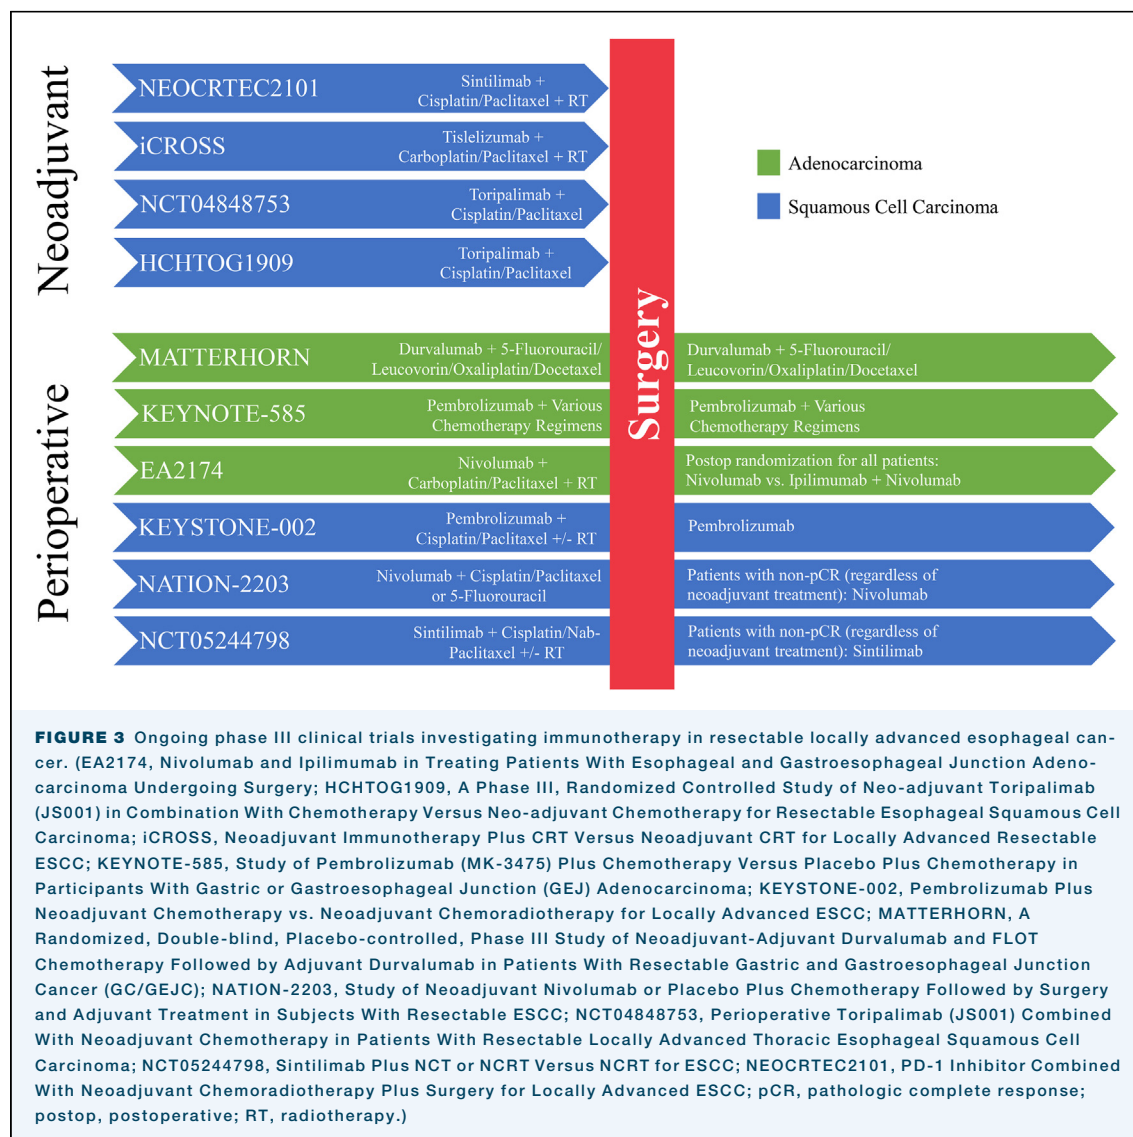 Neoadjuvant
NEOCRTEC2101
Sintilimab +
Cisplatin/Paclitaxel + RT
iCROSS
Tislelizumab +
Carboplatin/Paclitaxel + RT
NCT04848753
Toripalimab +
Cisplatin/Paclitaxel
HCHTOG1909
Toripalimab +
Cisplatin/Paclitaxel
Adenocarcinoma
Squamous Cell Carcinoma
Surgery
Perioperative
MATTERHORN
Durvalumab + 5-Fluorouracil/
Leucovorin/Oxaliplatin/Docetaxel
Durvalumab + 5-Fluorouracil/
Leucovorin/Oxaliplatin/Docetaxel
KEYNOTE-585
Pembrolizumab + Various
Chemotherapy Regimens
Pembrolizumab + Various
Chemotherapy Regimens
EA2174
Nivolumab +
Carboplatin/Paclitaxel + RT
Postop randomization for all patients:
Nivolumab vs. Ipilimumab + Nivolumab
KEYSTONE-002
Pembrolizumab +
Cisplatin/Paclitaxel +/- RT
Pembrolizumab
NATION-2203
Nivolumab + Cisplatin/Paclitaxel
or 5-Fluorouracil
Patients with non-pCR (regardless of
neoadjuvant treatment): Nivolumab
NCT05244798
Sintilimab + Cisplatin/Nab-
Paclitaxel +/- RT
Patients with non-pCR (regardless of
neoadjuvant treatment): Sintilimab
FIGURE 3 Ongoing phase III clinical trials investigating immunotherapy in resectable locally advanced esophageal can-
cer. (EA2174, Nivolumab and Ipilimumab in Treating Patients With Esophageal and Gastroesophageal Junction Adeno-
carcinoma Undergoing Surgery; HCHTOG1909, A Phase III, Randomized Controlled Study of Neo-adjuvant Toripalimab
(JS001) in Combination With Chemotherapy Versus Neo-adjuvant Chemotherapy for Resectable Esophageal Squamous Cell
Carcinoma; iCROSS, Neoadjuvant Immunotherapy Plus CRT Versus Neoadjuvant CRT for Locally Advanced Resectable
ESCC; KEYNOTE-585, Study of Pembrolizumab (MK-3475) Plus Chemotherapy Versus Placebo Plus Chemotherapy in
Participants With Gastric or Gastroesophageal Junction (GEJ) Adenocarcinoma; KEYSTONE-002, Pembrolizumab Plus
Neoadjuvant Chemotherapy vs. Neoadjuvant Chemoradiotherapy for Locally Advanced ESCC; MATTERHORN, A
Randomized, Double-blind, Placebo-controlled, Phase III Study of Neoadjuvant-Adjuvant Durvalumab and FLOT
Chemotherapy Followed by Adjuvant Durvalumab in Patients With Resectable Gastric and Gastroesophageal Junction
Cancer (GC/GEJC); NATION-2203, Study of Neoadjuvant Nivolumab or Placebo Plus Chemotherapy Followed by Surgery
and Adjuvant Treatment in Subjects With Resectable ESCC; NCT04848753, Perioperative Toripalimab (JS001) Combined
With Neoadjuvant Chemotherapy in Patients With Resectable Locally Advanced Thoracic Esophageal Squamous Cell
Carcinoma; NCT05244798, Sintilimab Plus NCT or NCRT Versus NCRT for ESCC; NEOCRTEC2101, PD-1 Inhibitor Combined
With Neoadjuvant Chemoradiotherapy Plus Surgery for Locally Advanced ESCC; pCR, pathologic complete response;
postop, postoperative; RT, radiotherapy.)